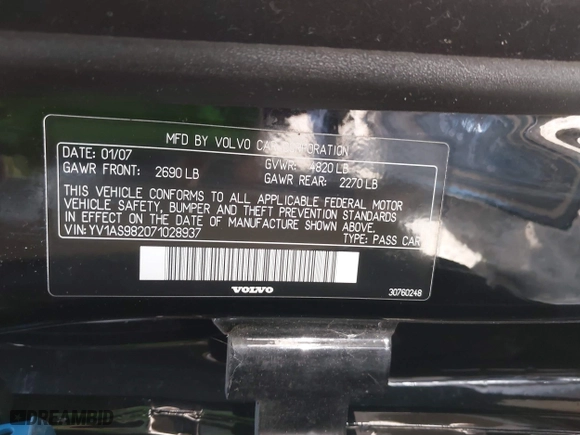 MFD BY VOLVO CAR CORPORATION
DATE: 01/07 GVWR: 4820 LB
GAWR FRONT: 2690 LB GAWR REAR: 2270 LB
THIS VEHICLE CONFORMS TO ALL APPLICABLE FEDERAL MOTOR
VEHICLE SAFETY, BUMPER AND THEFT PREVENTION STANDARDS
IN EFFECT ON THE DATE OF MANUFACTURE SHOWN ABOVE.
VIN: YV1AS982071028937 TYPE: PASS CAR
VOLVO 30760248
DREAMBID